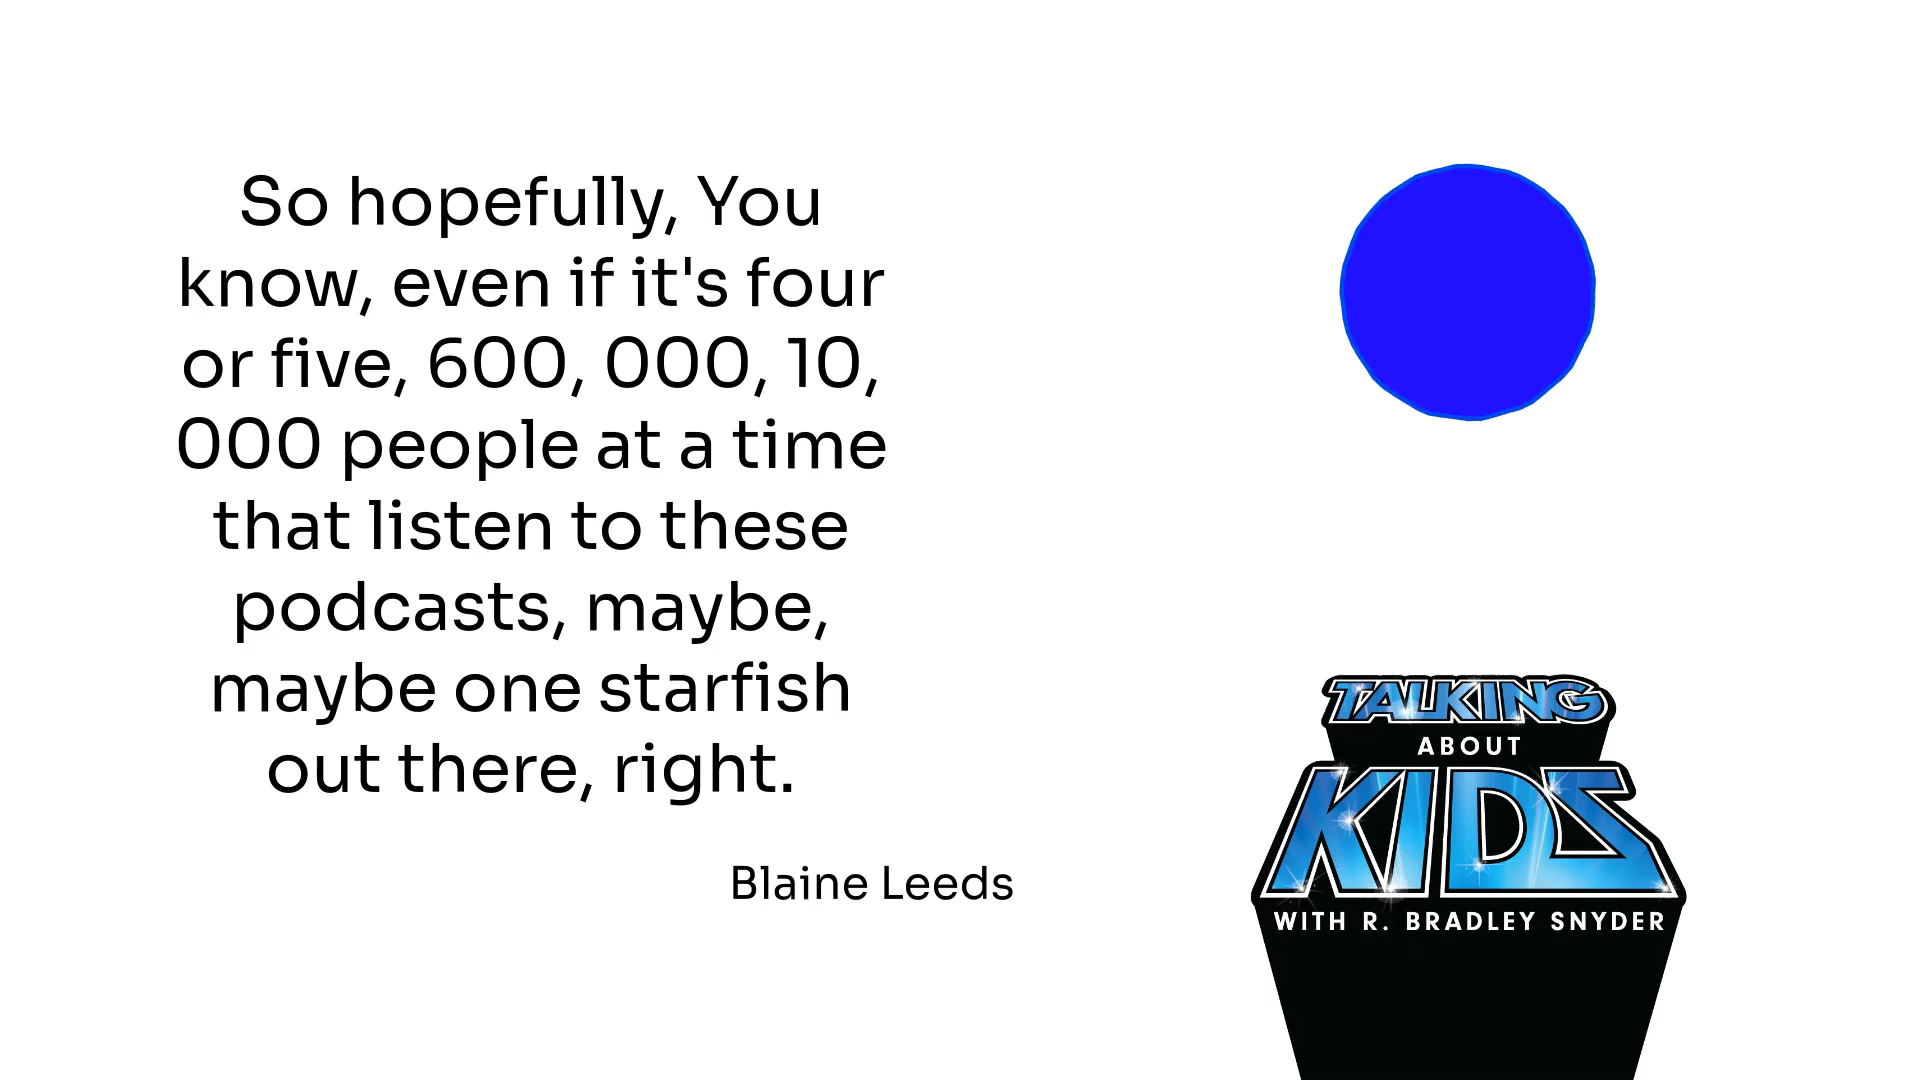 So hopefully, You
know, even if it's four
or five, 600, 000, 10,
000 people at a time
that listen to these
podcasts, maybe,
maybe one starfish
out there, right.
Blaine Leeds
TALKING
ABOUT
KIDS
WITH R. BRADLEY SNYDER